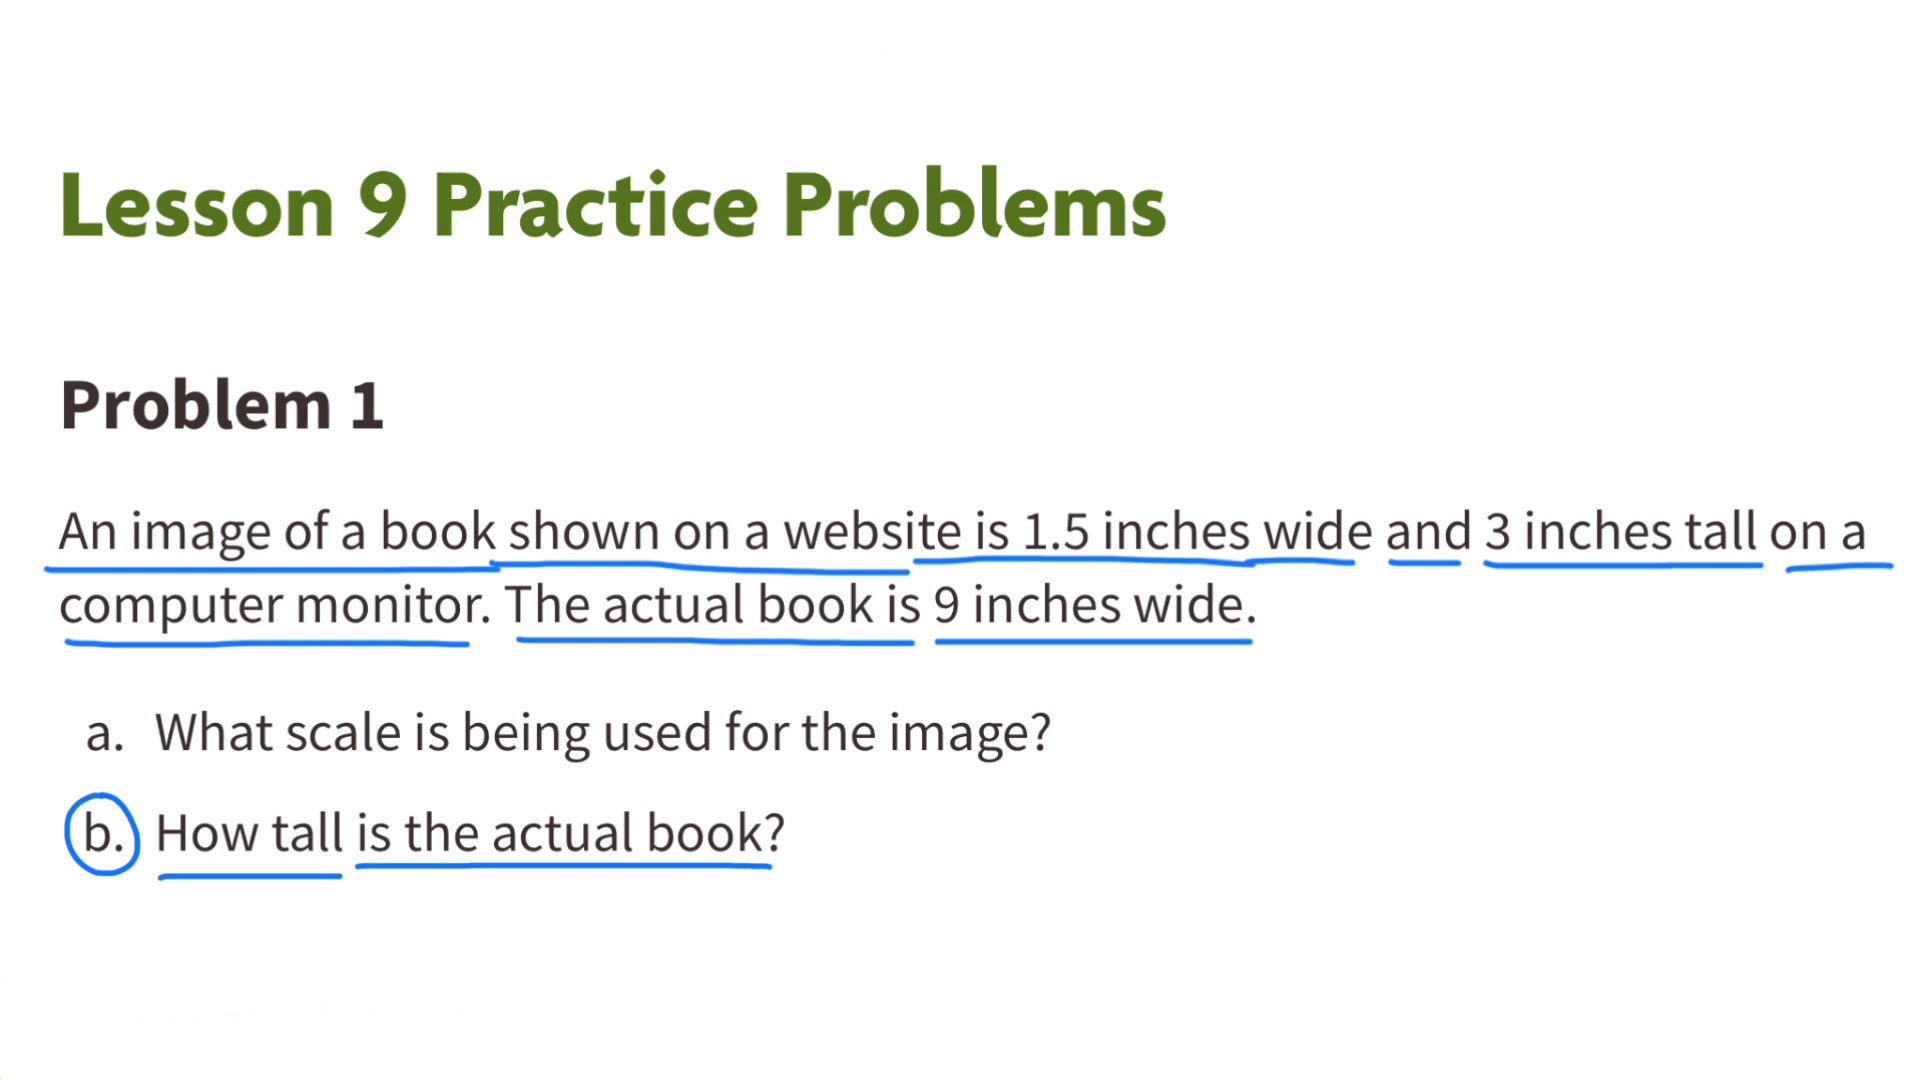 Lesson 9 Practice Problems
Problem 1
An image of a book shown on a website is 1.5 inches wide and 3 inches tall on a
computer monitor. The actual book is 9 inches wide.
a. What scale is being used for the image?
b. How tall is the actual book?